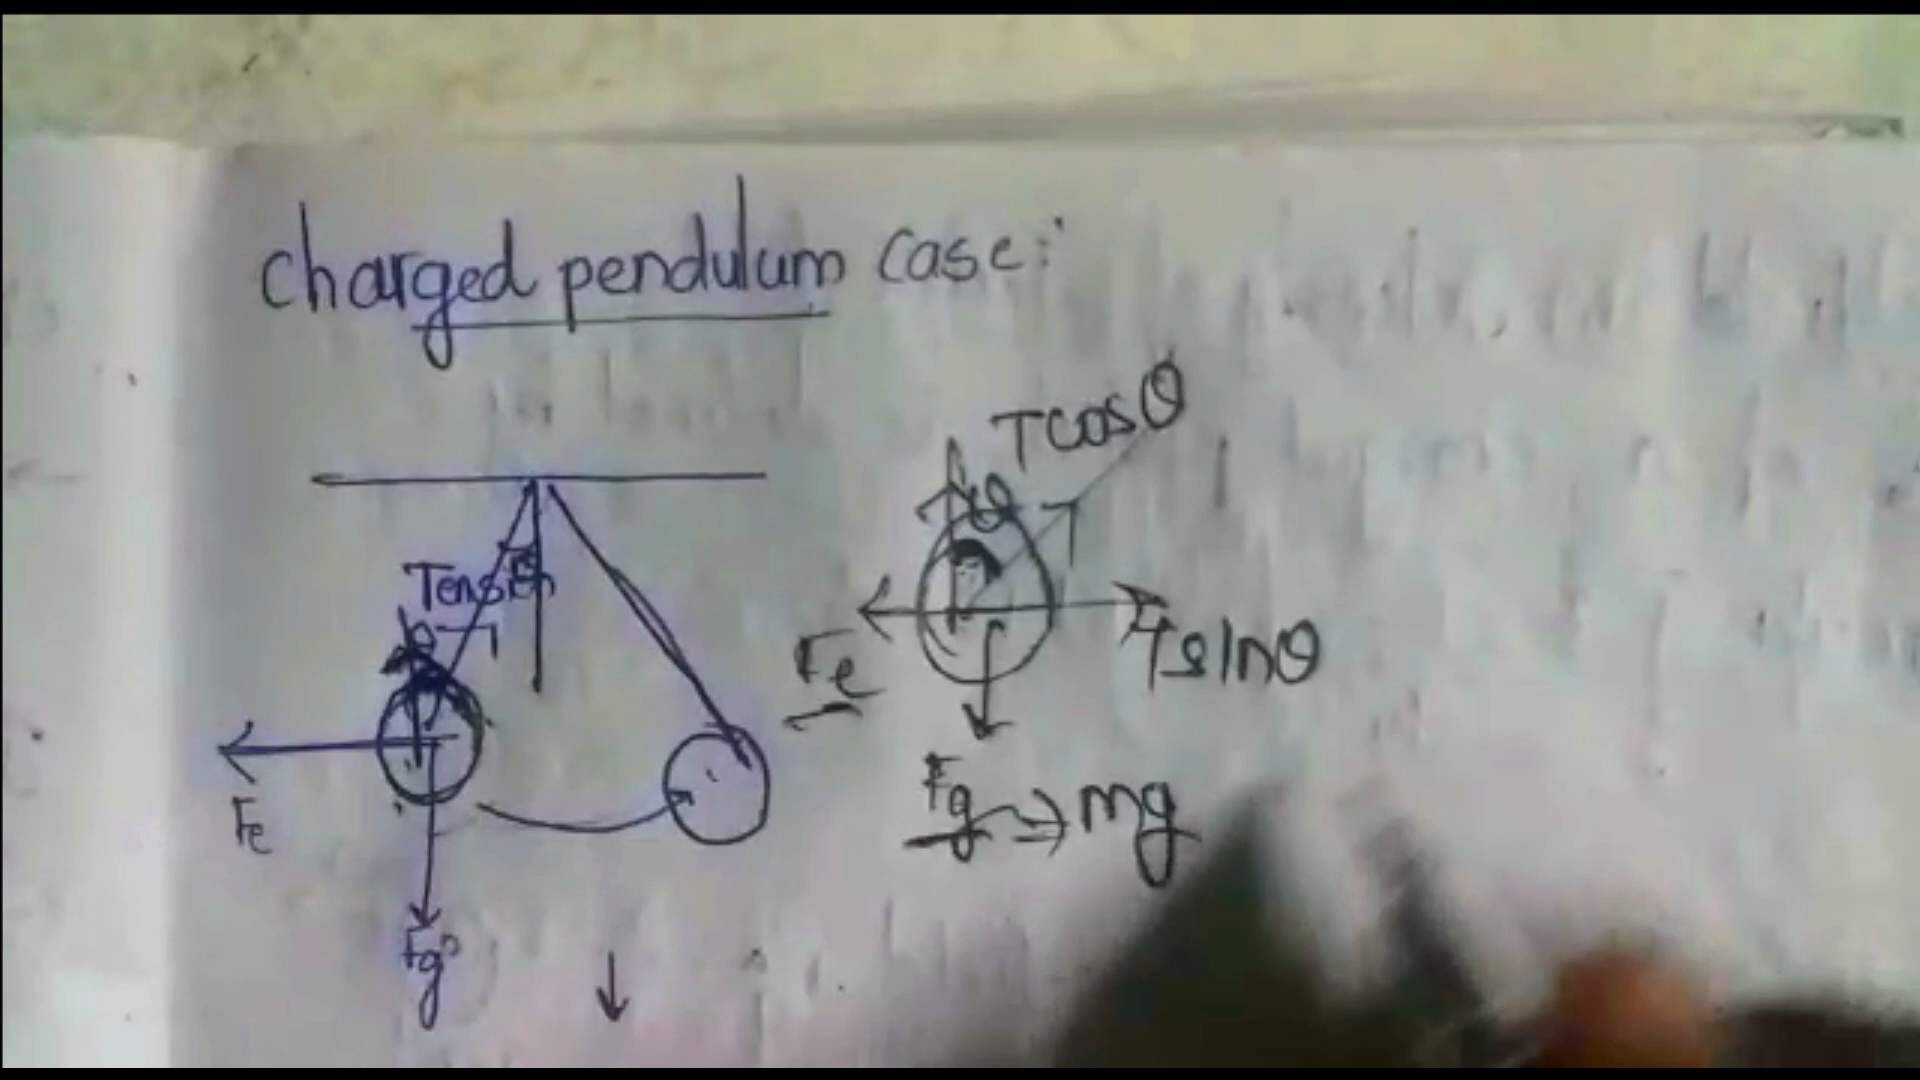 charged pendulum case:
Tcosθ
θ
Tension
θ
Fe
Tsinθ
Fg → mg
Fe
Fg